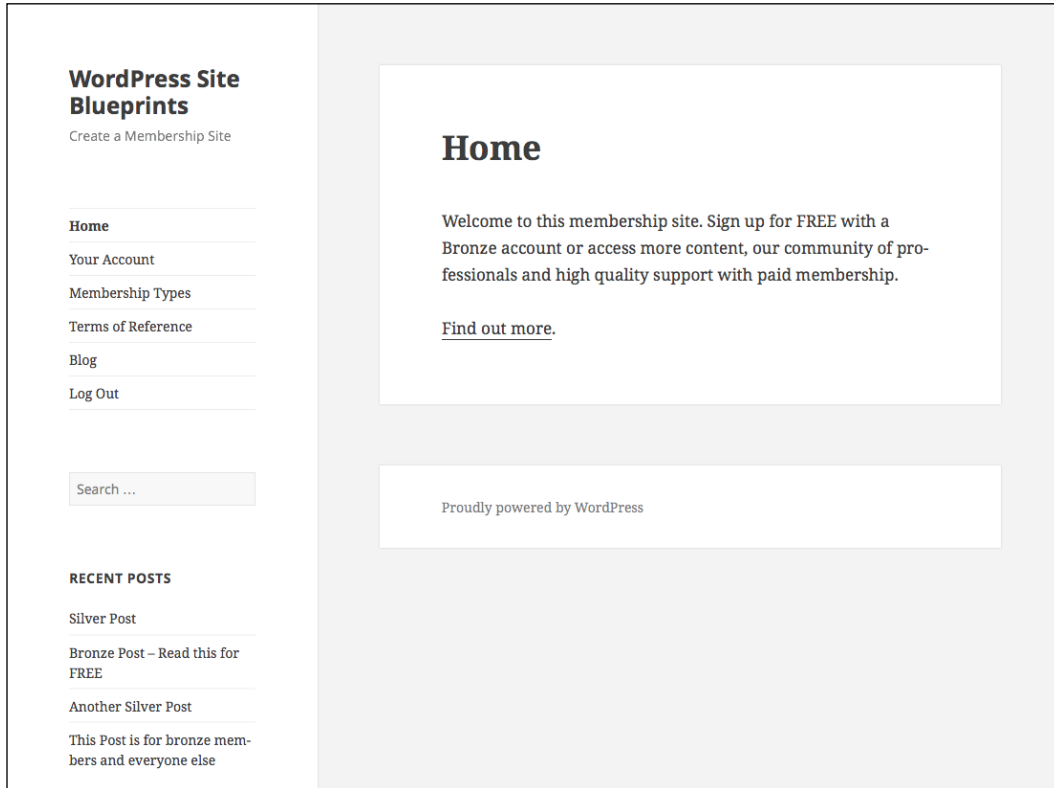 WordPress Site
Blueprints
Create a Membership Site
Home
Your Account
Membership Types
Terms of Reference
Blog
Log Out
Search …
RECENT POSTS
Silver Post
Bronze Post – Read this for
FREE
Another Silver Post
This Post is for bronze mem-
bers and everyone else
Home
Welcome to this membership site. Sign up for FREE with a
Bronze account or access more content, our community of pro-
fessionals and high quality support with paid membership.
Find out more.
Proudly powered by WordPress